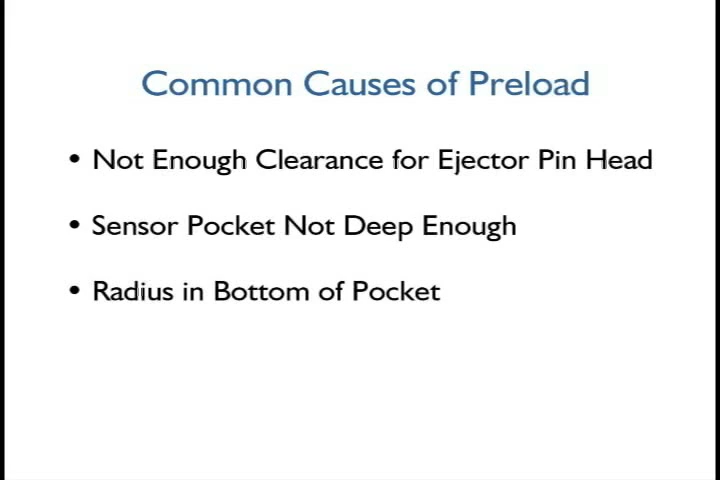 Common Causes of Preload
• Not Enough Clearance for Ejector Pin Head
• Sensor Pocket Not Deep Enough
• Radius in Bottom of Pocket